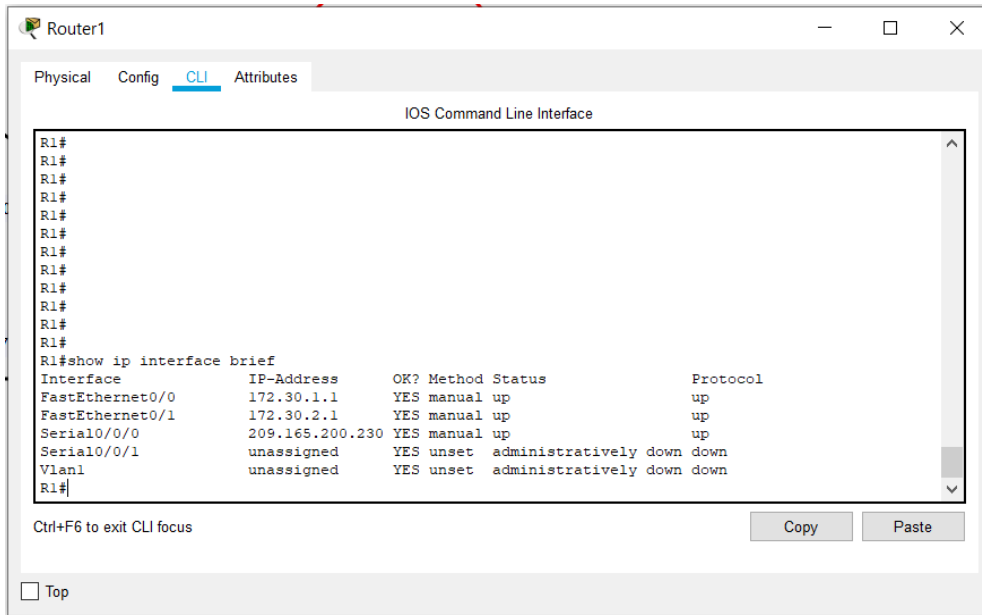 Router1
Physical Config CLI Attributes
IOS Command Line Interface
R1#
R1#
R1#
R1#
R1#
R1#
R1#
R1#
R1#
R1#
R1#
R1#
R1#show ip interface brief
Interface IP-Address OK? Method Status Protocol
FastEthernet0/0 172.30.1.1 YES manual up up
FastEthernet0/1 172.30.2.1 YES manual up up
Serial0/0/0 209.165.200.230 YES manual up up
Serial0/0/1 unassigned YES unset administratively down down
Vlan1 unassigned YES unset administratively down down
R1#
Ctrl+F6 to exit CLI focus Copy Paste
Top